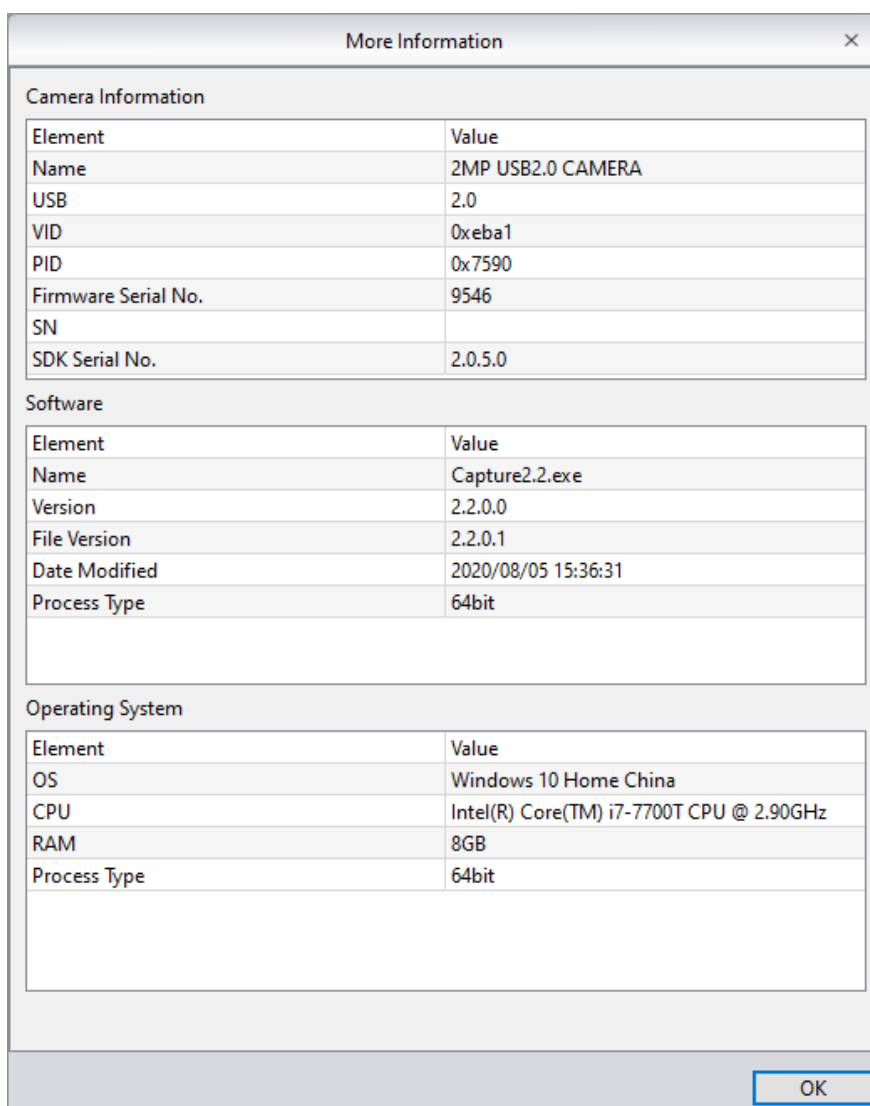 More Information
Camera Information
Element Value
Name 2MP USB2.0 CAMERA
USB 2.0
VID 0xeba1
PID 0x7590
Firmware Serial No. 9546
SN
SDK Serial No. 2.0.5.0
Software
Element Value
Name Capture2.2.exe
Version 2.2.0.0
File Version 2.2.0.1
Date Modified 2020/08/05 15:36:31
Process Type 64bit
Operating System
Element Value
OS Windows 10 Home China
CPU Intel(R) Core(TM) i7-7700T CPU @ 2.90GHz
RAM 8GB
Process Type 64bit
OK